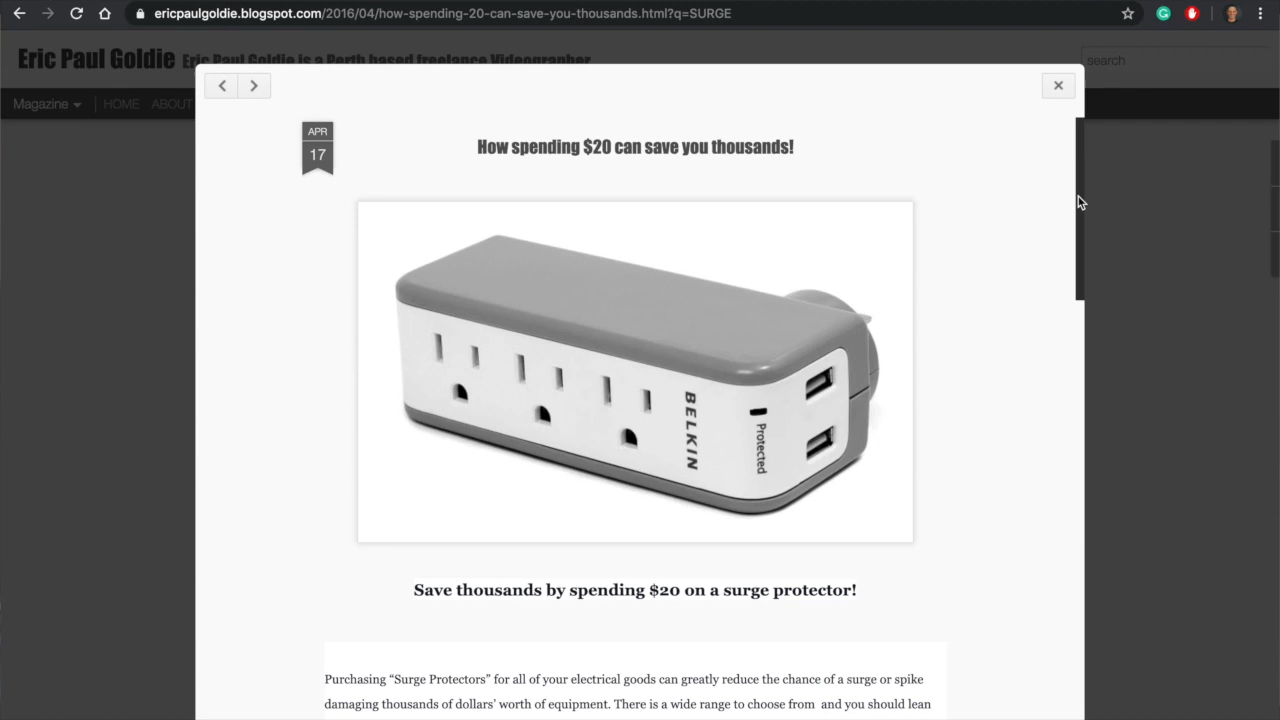 ericpaulgoldie.blogspot.com/2016/04/how-spending-20-can-save-you-thousands.html?q=SURGE
Eric Paul Goldie Eric Paul Goldie is a Perth based freelance Videographer
search
Magazine HOME ABOUT
APR
17
How spending $20 can save you thousands!
BELKIN
Protected
Save thousands by spending $20 on a surge protector!
Purchasing “Surge Protectors” for all of your electrical goods can greatly reduce the chance of a surge or spike
damaging thousands of dollars’ worth of equipment. There is a wide range to choose from  and you should lean